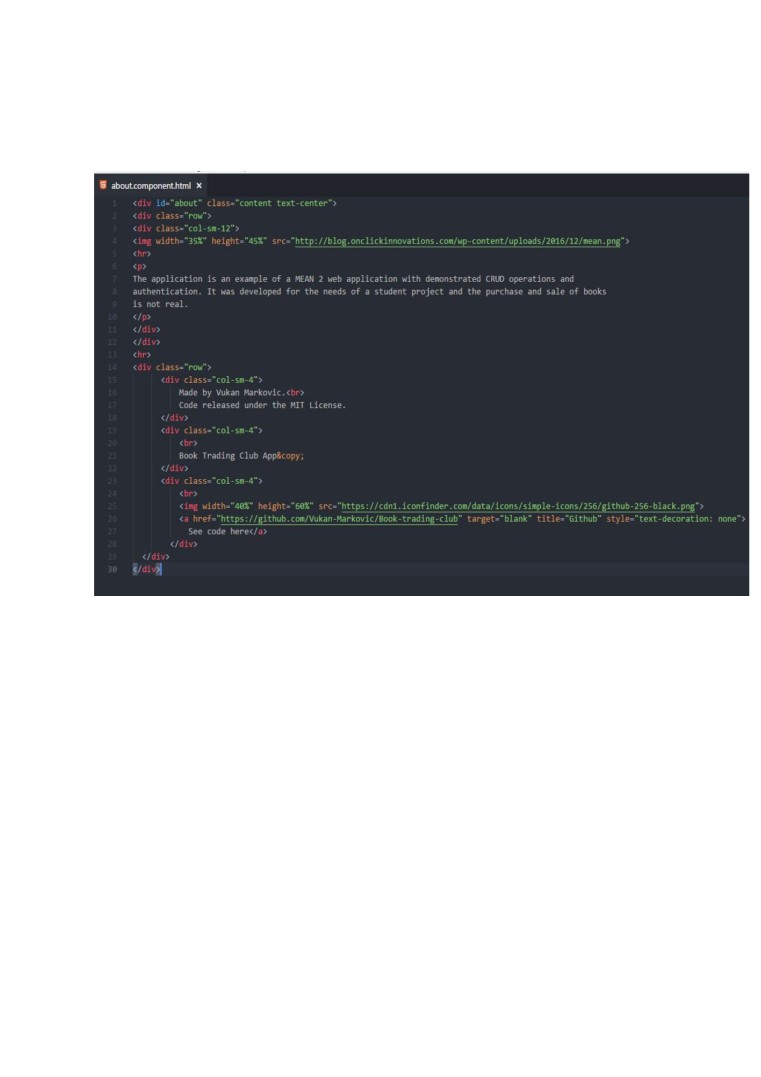 about.component.html ×
1 <div id="about" class="content text-center">
2 <div class="row">
3 <div class="col-sm-12">
4 <img width="35%" height="45%" src="http://blog.onclickinnovations.com/wp-content/uploads/2016/12/mean.png">
5 <hr>
6 <p>
7 The application is an example of a MEAN 2 web application with demonstrated CRUD operations and
8 authentication. It was developed for the needs of a student project and the purchase and sale of books
9 is not real.
10 </p>
11 </div>
12 </div>
13 <hr>
14 <div class="row">
15 <div class="col-sm-4">
16 Made by Vukan Markovic.<br>
17 Code released under the MIT License.
18 </div>
19 <div class="col-sm-4">
20 <br>
21 Book Trading Club App&copy;
22 </div>
23 <div class="col-sm-4">
24 <br>
25 <img width="40%" height="60%" src="https://cdn1.iconfinder.com/data/icons/simple-icons/256/github-256-black.png">
26 <a href="https://github.com/Vukan-Markovic/Book-trading-club" target="blank" title="Github" style="text-decoration: none">
27 See code here</a>
28 </div>
29 </div>
30 </div>